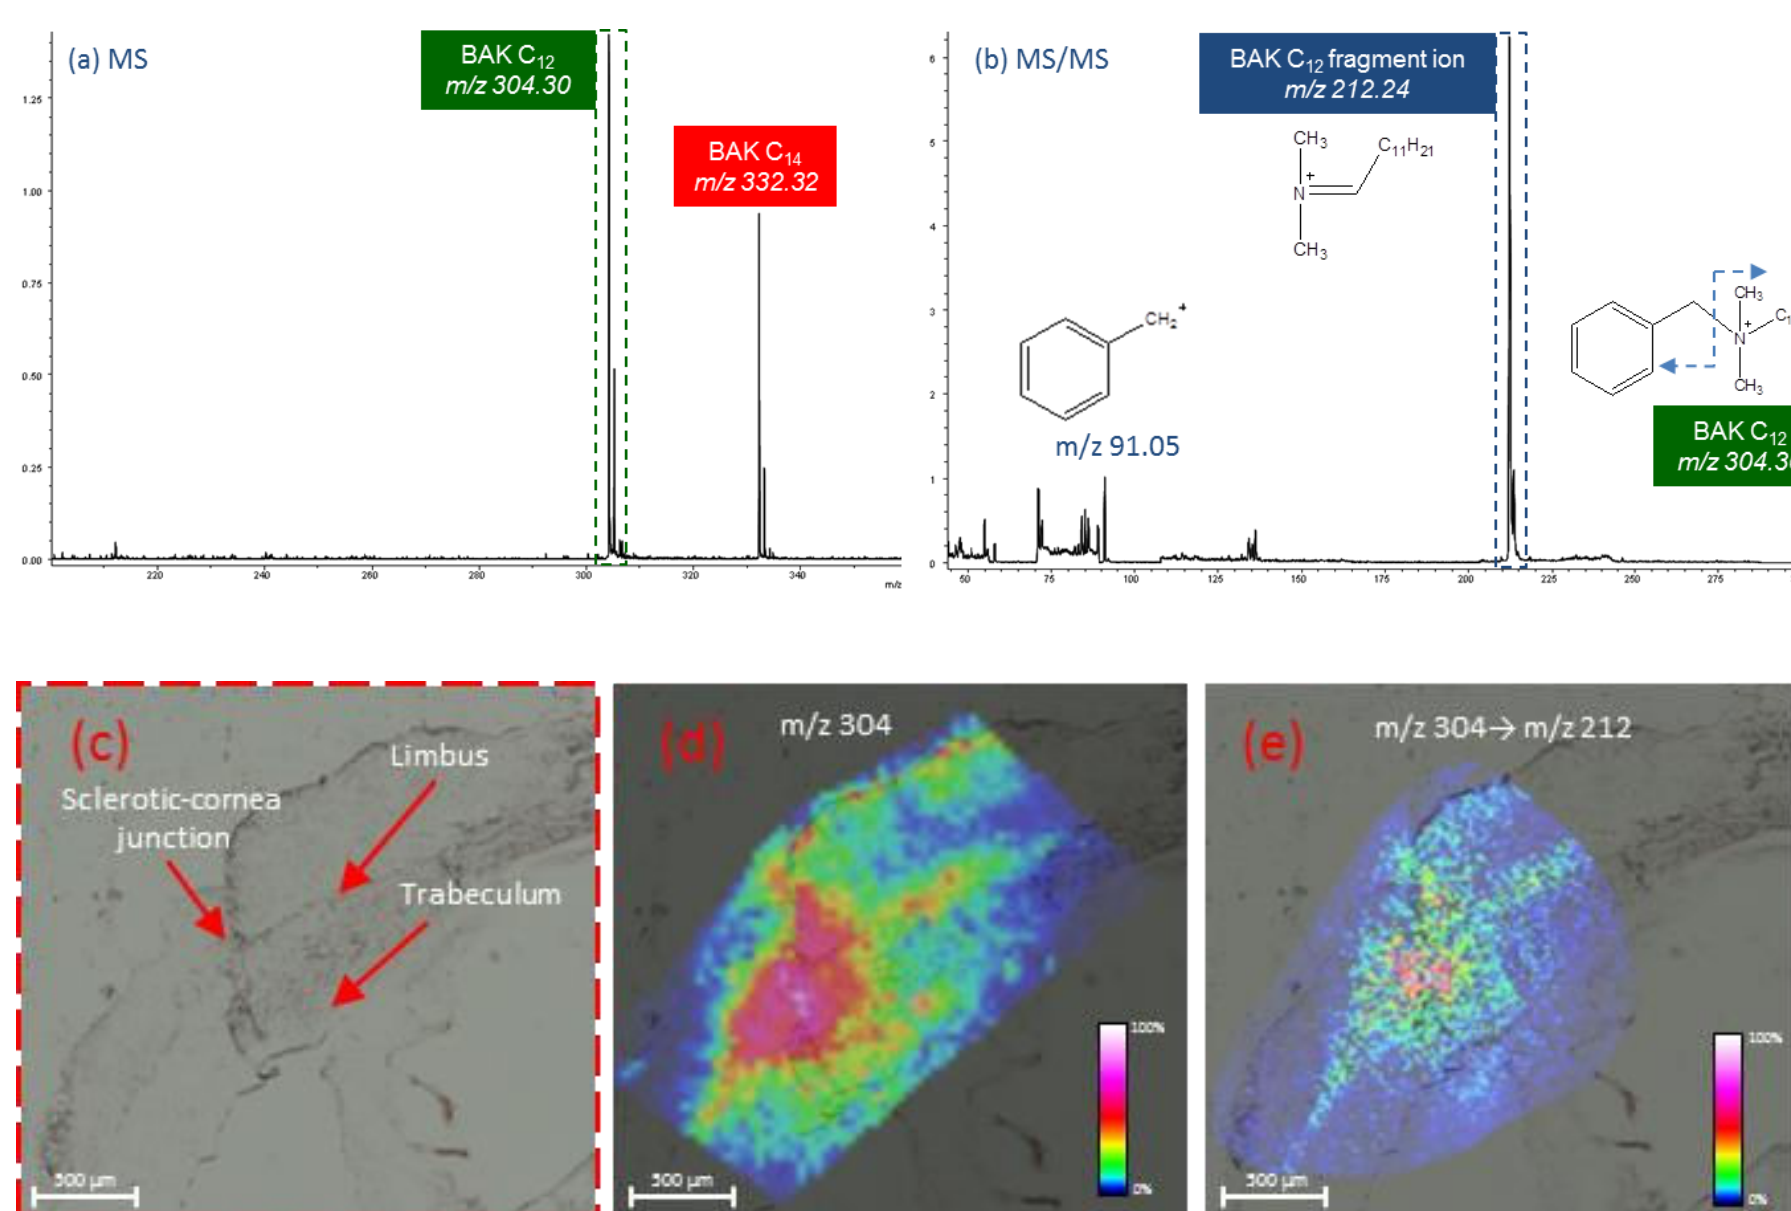 (a) MS
BAK C₁₂
m/z 304.30
BAK C₁₄
m/z 332.32
1.25
1.00
0.75
0.50
0.25
0.00
220
240
260
280
300
320
340
m/z
(b) MS/MS
BAK C₁₂ fragment ion
m/z 212.24
CH₃
C₁₁H₂₁
N
+
CH₃
CH₂⁺
m/z 91.05
CH₃
N
+
CH₃
BAK C₁₂
m/z 304.3
6
5
4
3
2
1
0
50
75
100
125
150
175
200
225
250
275
(c)
Limbus
Sclerotic-cornea
junction
Trabeculum
500 µm
(d)
m/z 304
100%
0%
500 µm
(e)
m/z 304→ m/z 212
100%
0%
500 µm